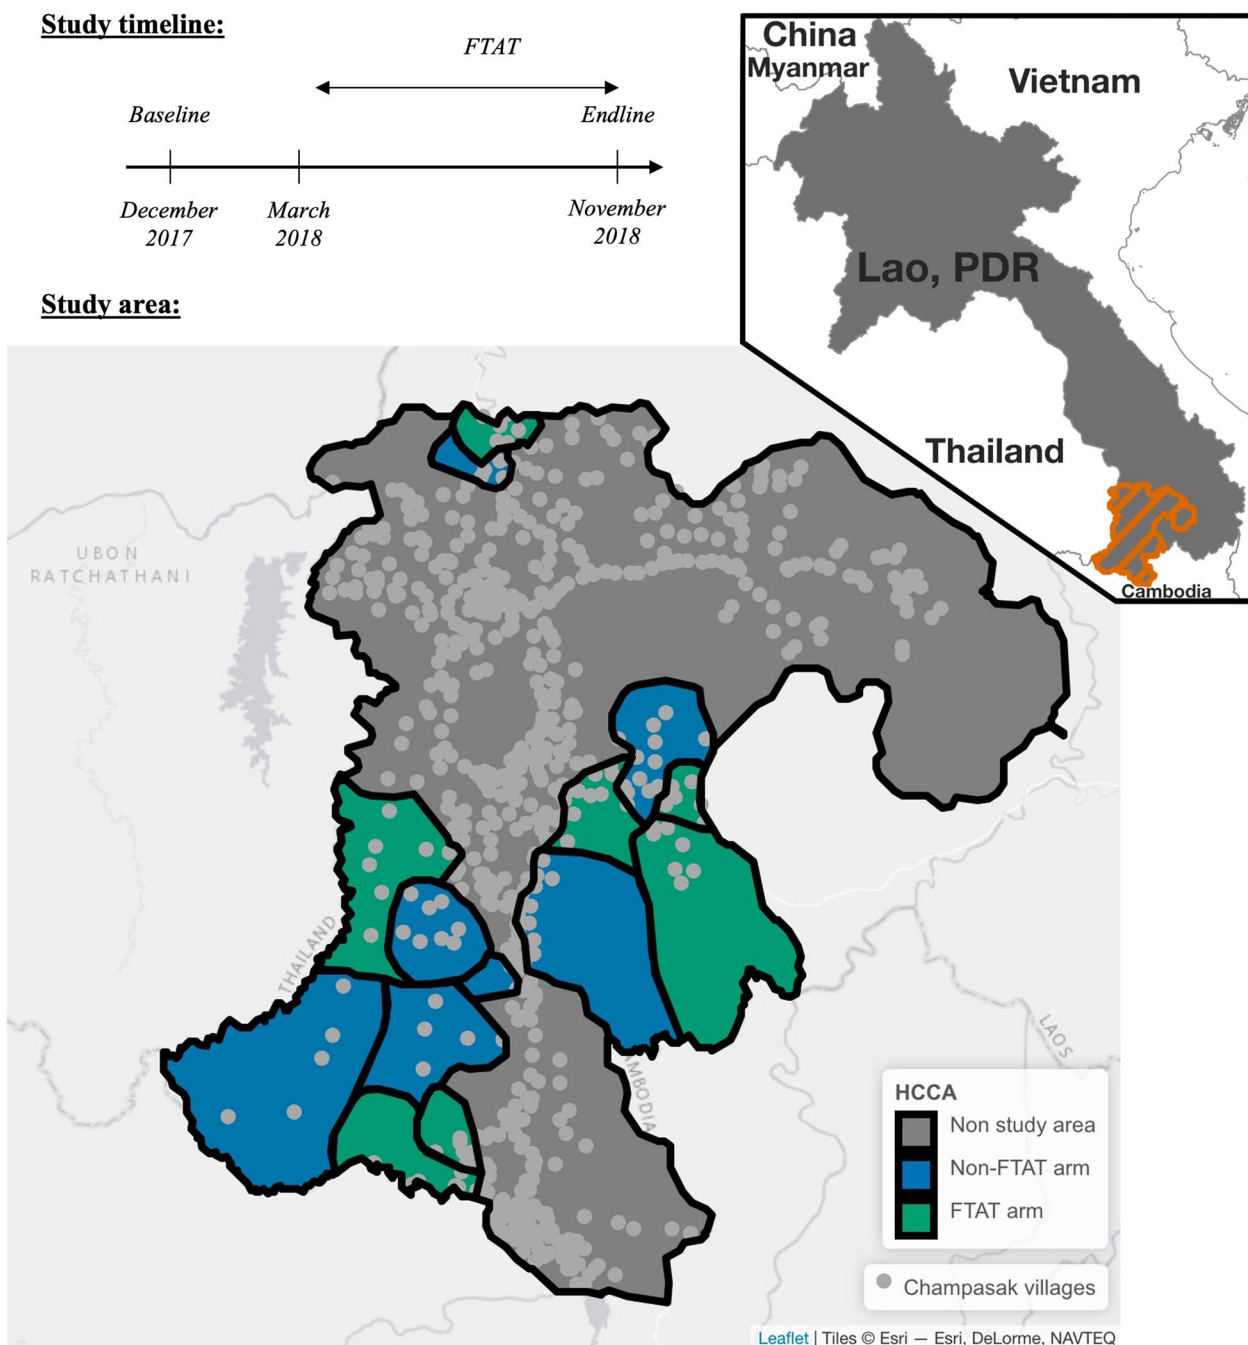 Study timeline:
FTAT
Baseline
Endline
December
2017
March
2018
November
2018
China
Myanmar
Vietnam
Lao, PDR
Thailand
Cambodia
Study area:
UBON
RATCHATHANI
THAILAND
AMBODIA
LAOS
HCCA
Non study area
Non-FTAT arm
FTAT arm
Champasak villages
Leaflet | Tiles © Esri — Esri, DeLorme, NAVTEQ